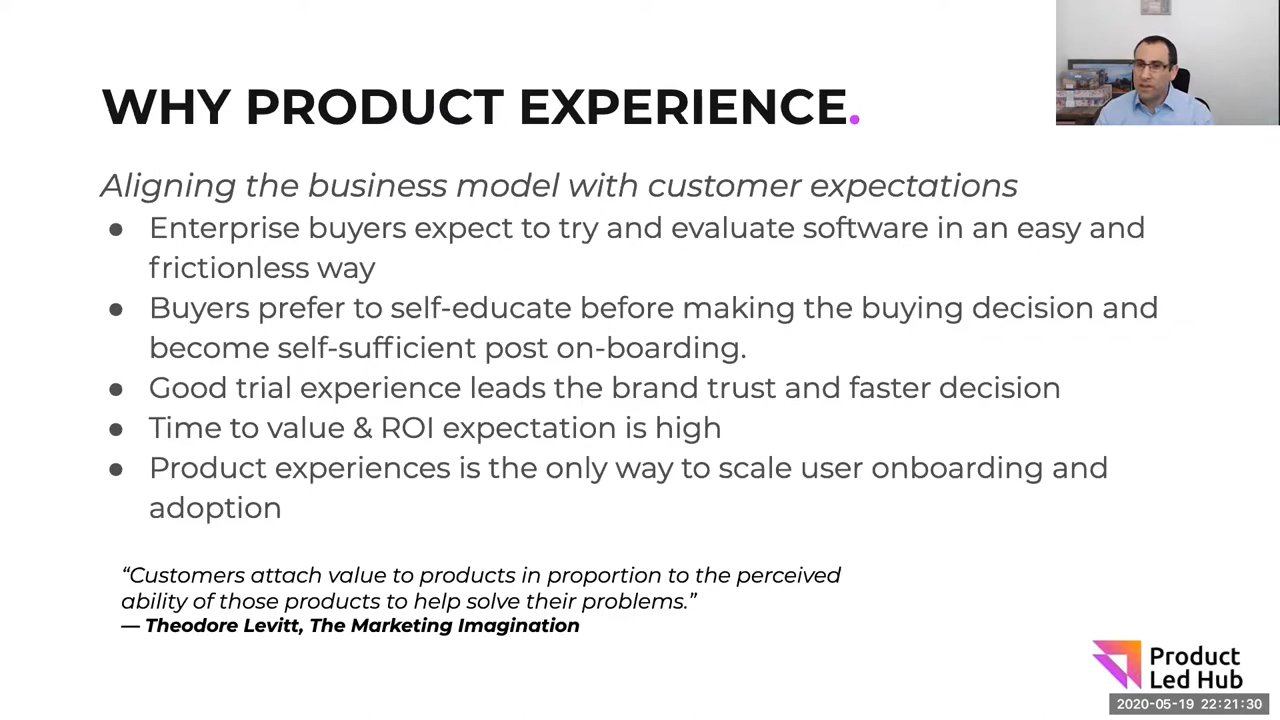 WHY PRODUCT EXPERIENCE.
Aligning the business model with customer expectations
● Enterprise buyers expect to try and evaluate software in an easy and
frictionless way
● Buyers prefer to self-educate before making the buying decision and
become self-sufficient post on-boarding.
● Good trial experience leads the brand trust and faster decision
● Time to value & ROI expectation is high
● Product experiences is the only way to scale user onboarding and
adoption
“Customers attach value to products in proportion to the perceived
ability of those products to help solve their problems.”
— Theodore Levitt, The Marketing Imagination
Product
Led Hub
2020-05-19 22:21:30